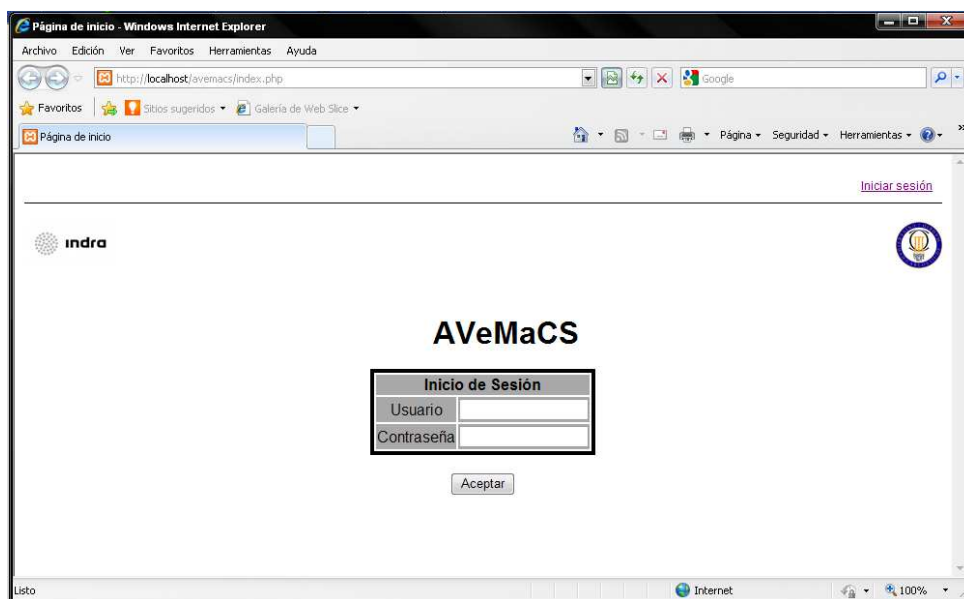 Página de inicio - Windows Internet Explorer
Archivo Edición Ver Favoritos Herramientas Ayuda
http://localhost/avemacs/index.php
Google
Favoritos Sitios sugeridos Galería de Web Slice
Página de inicio
Página Seguridad Herramientas
Iniciar sesión
indra
AVeMaCS
Inicio de Sesión
Usuario
Contraseña
Aceptar
Listo Internet 100%